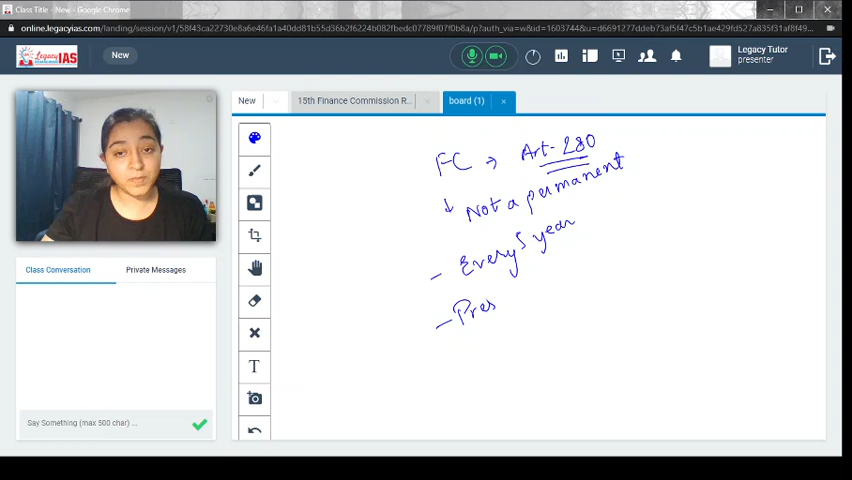 Class Title - New - Google Chrome
online.legacyias.com/landing/session/v1/58f43ca22730e8a6e46fa1a40dd81b55d36b2f6224b082fbedc07789f07f0b8a/p?auth_via=w&id=1603744&u=d6691277ddeb73af5f47c5b1ae429fd527a835f31af8f49...
Legacy IAS
New
Legacy Tutor
presenter
New
15th Finance Commission R...
board (1)
FC → Art-280
↓ Not a permanent
- Every 5 year
- Pres
Class Conversation
Private Messages
T
Say Something (max 500 char) ...